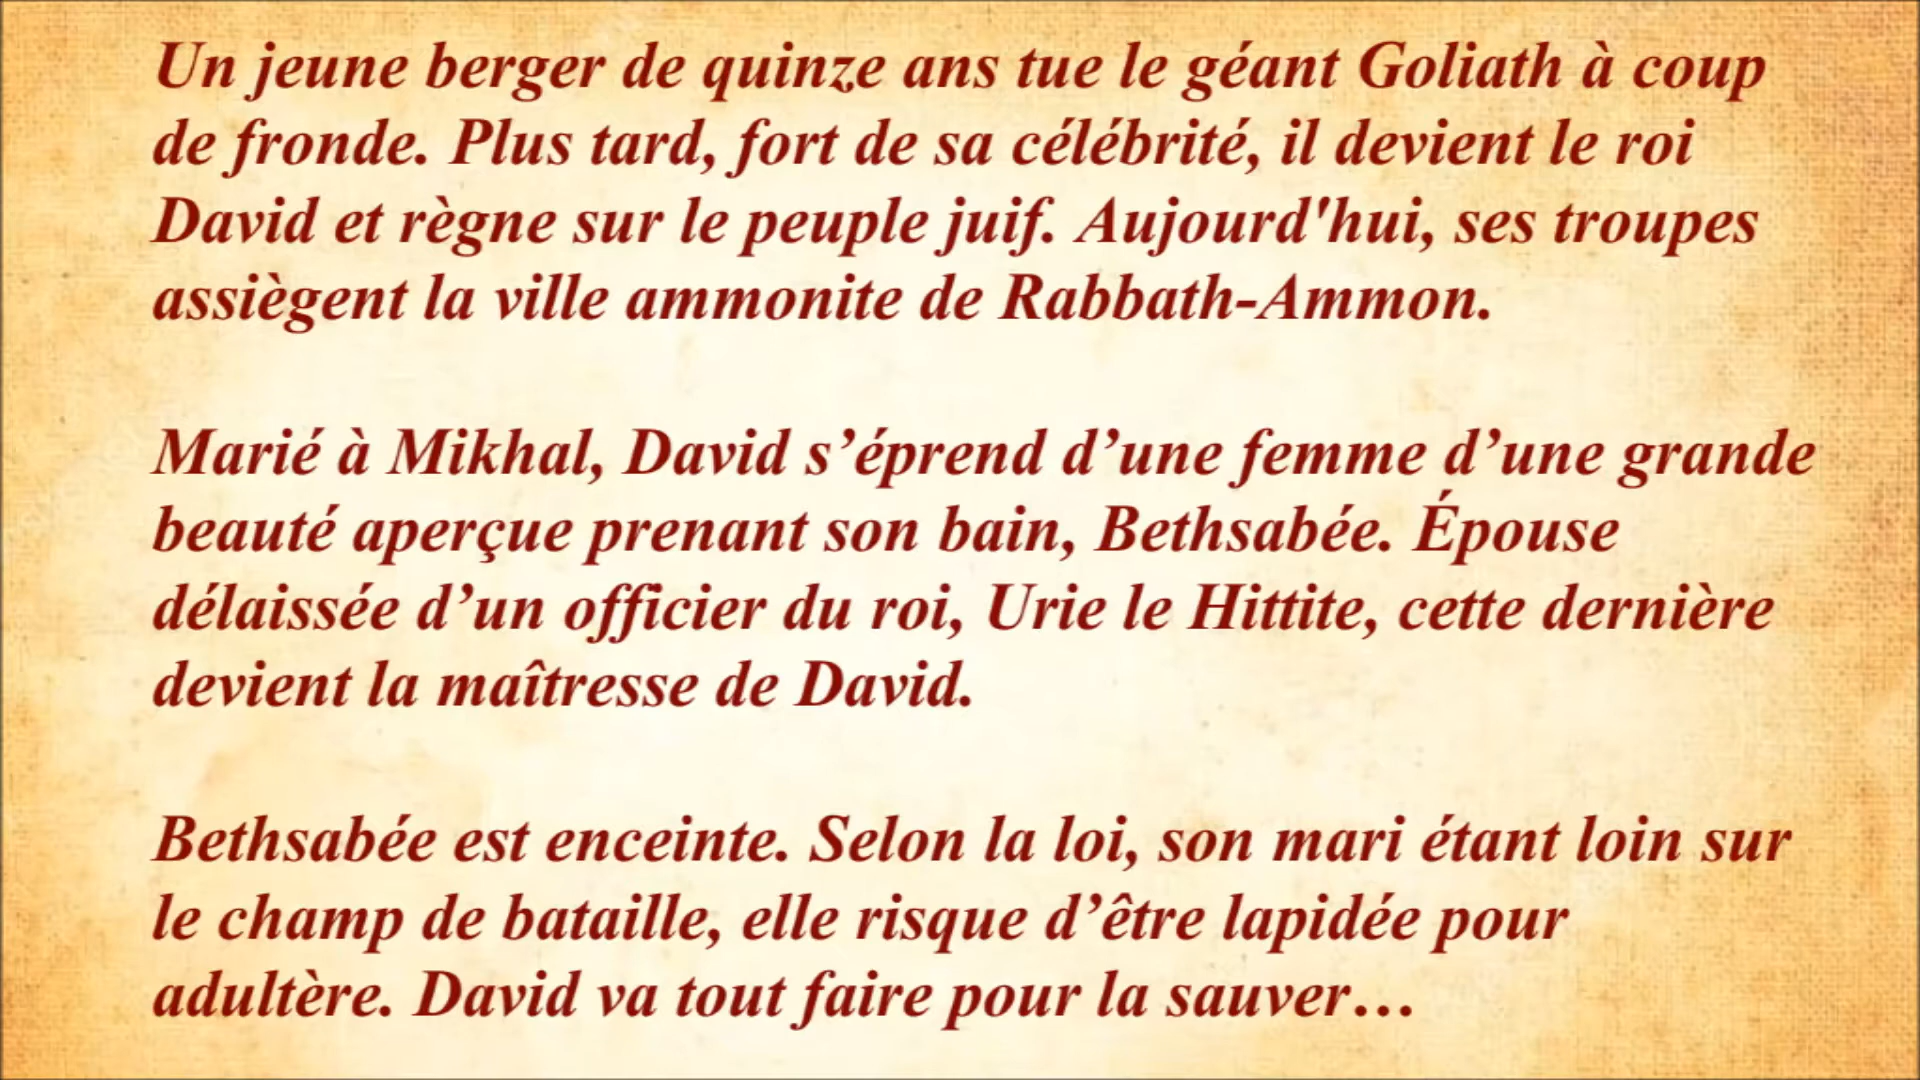 Un jeune berger de quinze ans tue le géant Goliath à coup
de fronde. Plus tard, fort de sa célébrité, il devient le roi
David et règne sur le peuple juif. Aujourd'hui, ses troupes
assiègent la ville ammonite de Rabbath-Ammon.
Marié à Mikhal, David s’éprend d’une femme d’une grande
beauté aperçue prenant son bain, Bethsabée. Épouse
délaissée d’un officier du roi, Urie le Hittite, cette dernière
devient la maîtresse de David.
Bethsabée est enceinte. Selon la loi, son mari étant loin sur
le champ de bataille, elle risque d’être lapidée pour
adultère. David va tout faire pour la sauver…